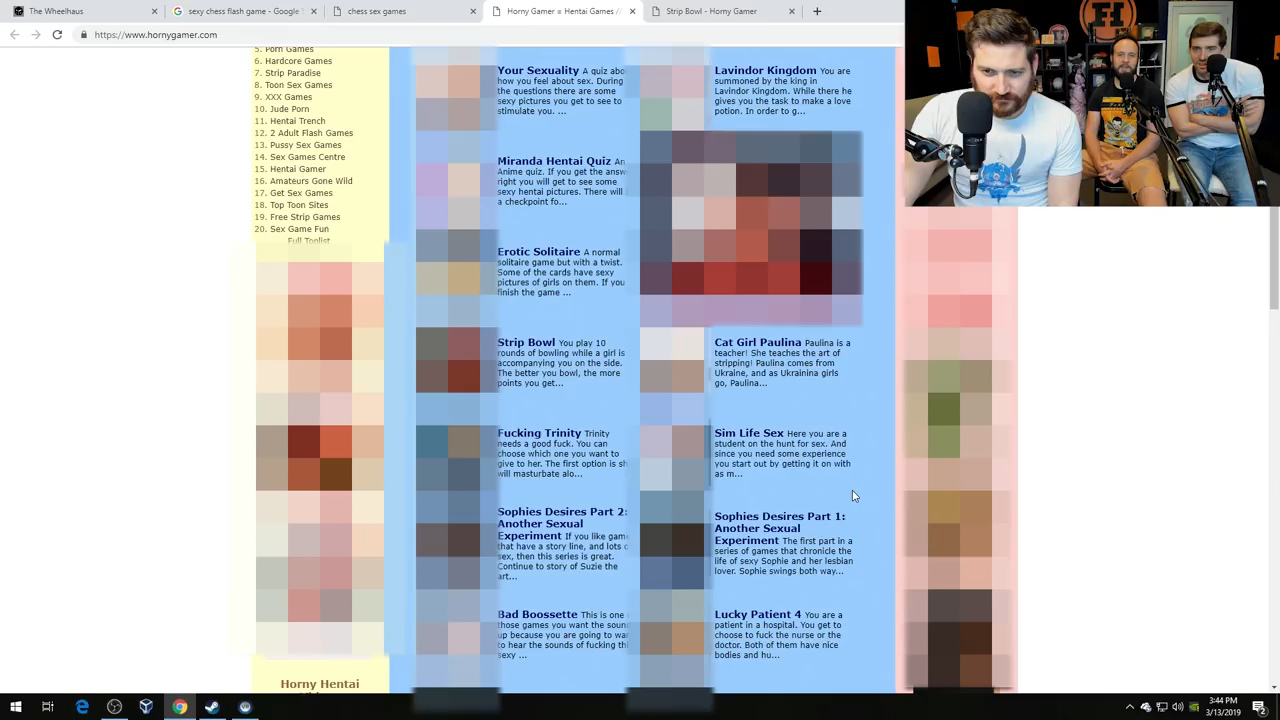 The Wheelhaus
sexy chess flash game - Google
chess sex games
Horny Gamer = Hentai Games //
Strip Bowl - Horny Gamer
https://www.hornygamer.com
5. Porn Games
6. Hardcore Games
7. Strip Paradise
8. Toon Sex Games
9. XXX Games
10. Jude Porn
11. Hentai Trench
12. 2 Adult Flash Games
13. Pussy Sex Games
14. Sex Games Centre
15. Hentai Gamer
16. Amateurs Gone Wild
17. Get Sex Games
18. Top Toon Sites
19. Free Strip Games
20. Sex Game Fun
Full Toplist
Horny Hentai
Your Sexuality A quiz abo
how you feel about sex. During
the questions there are some
sexy pictures you get to see to
stimulate you. ...
Miranda Hentai Quiz An
Anime quiz. If you get the answ
right you will get to see some
sexy hentai pictures. There will
a checkpoint fo...
Erotic Solitaire A normal
solitaire game but with a twist.
Some of the cards have sexy
pictures of girls on them. If you
finish the game ...
Strip Bowl You play 10
rounds of bowling while a girl is
accompanying you on the side.
The better you bowl, the more
points you get...
Fucking Trinity Trinity
needs a good fuck. You can
choose which one you want to
give to her. The first option is sh
will masturbate alo...
Sophies Desires Part 2:
Another Sexual
Experiment If you like gam
that have a story line, and lots o
sex, then this series is great.
Continue to story of Suzie the
art...
Bad Boossette This is one
those games you want the soun
up because you are going to wa
to hear the sounds of fucking th
sexy ...
Lavindor Kingdom You are
summoned by the king in
Lavindor Kingdom. While there he
gives you the task to make a love
potion. In order to g...
Cat Girl Paulina Paulina is a
teacher! She teaches the art of
stripping! Paulina comes from
Ukraine, and as Ukrainina girls
go, Paulina...
Sim Life Sex Here you are a
student on the hunt for sex. And
since you need some experience
you start out by getting it on with
as m...
Sophies Desires Part 1:
Another Sexual
Experiment The first part in a
series of games that chronicle the
life of sexy Sophie and her lesbian
lover. Sophie swings both way...
Lucky Patient 4 You are a
patient in a hospital. You get to
choose to fuck the nurse or the
doctor. Both of them have nice
bodies and hu...
3:44 PM
3/13/2019
2